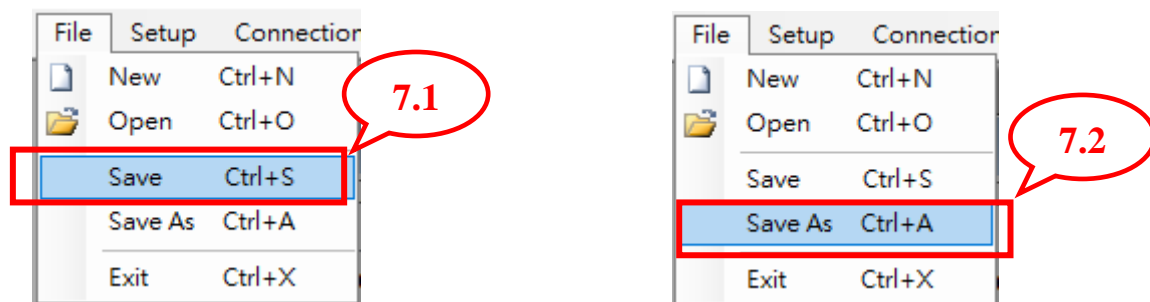 File Setup Connection
New Ctrl+N
Open Ctrl+O
Save Ctrl+S
Save As Ctrl+A
Exit Ctrl+X
7.1
File Setup Connection
New Ctrl+N
Open Ctrl+O
Save Ctrl+S
Save As Ctrl+A
Exit Ctrl+X
7.2